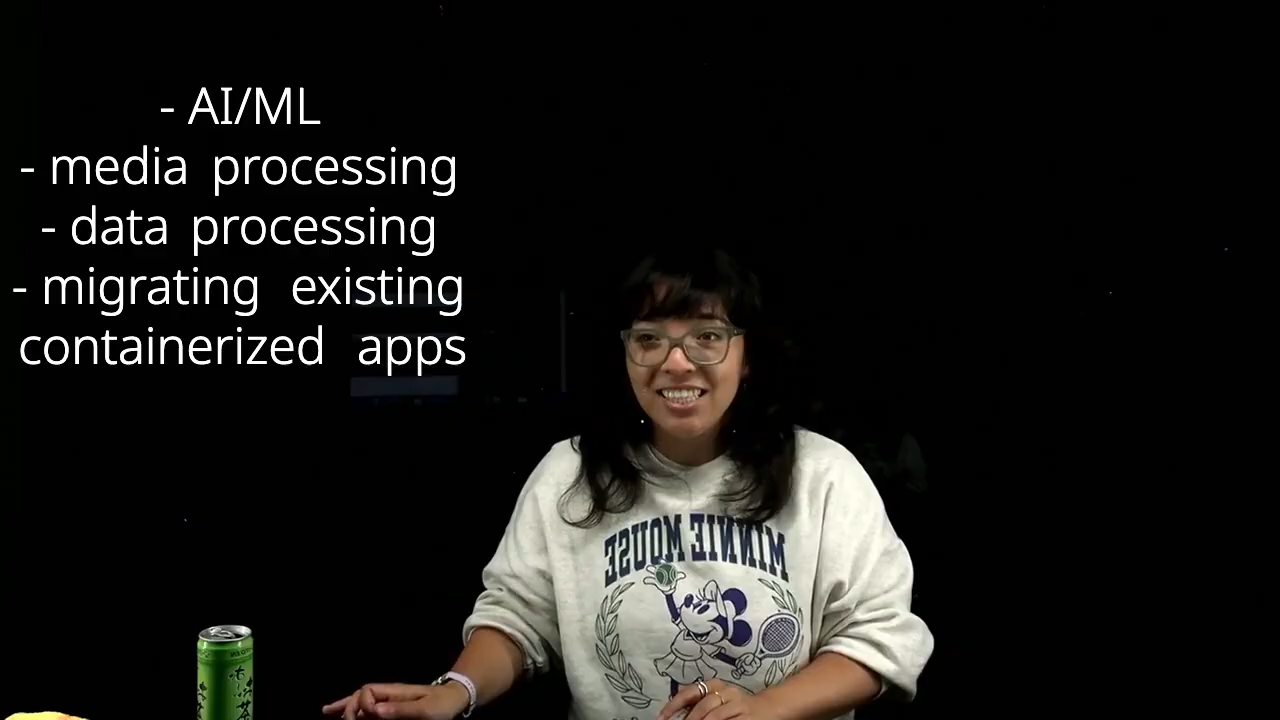 - AI/ML
- media processing
- data processing
- migrating existing
containerized apps
MINNIE MOUSE